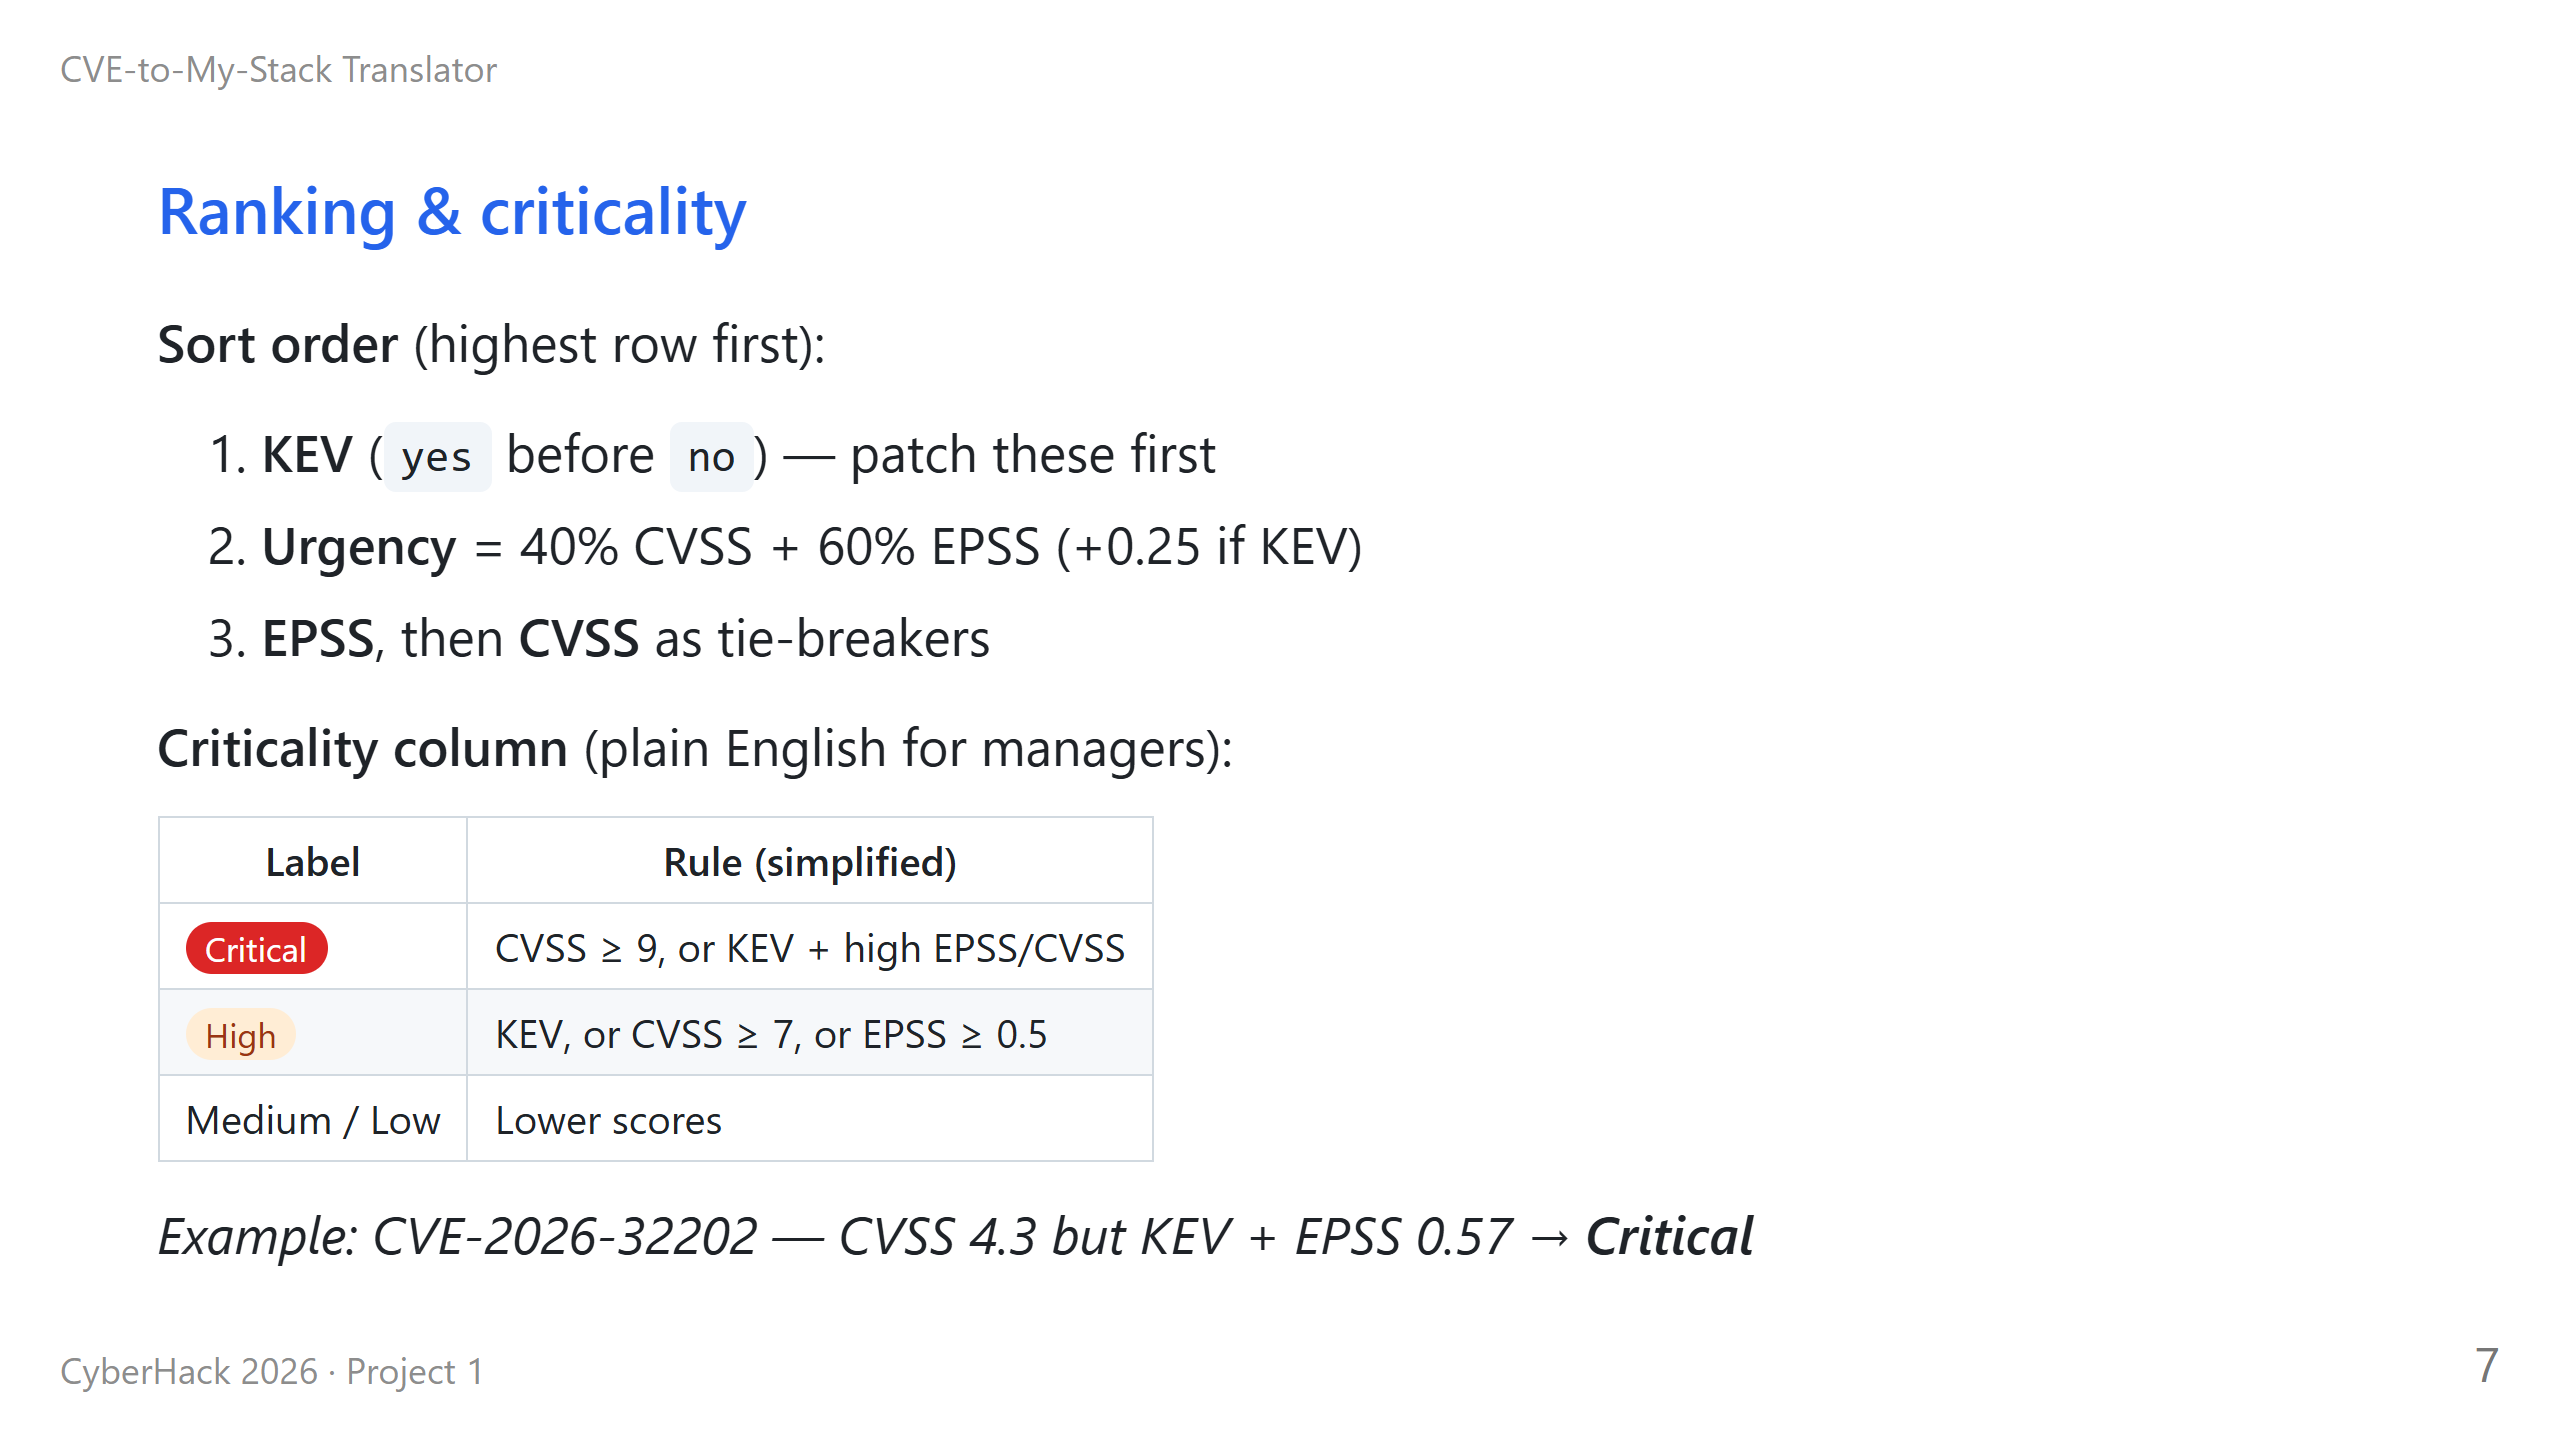 CVE-to-My-Stack Translator
Ranking & criticality
Sort order (highest row first):
1. KEV (yes before no) — patch these first
2. Urgency = 40% CVSS + 60% EPSS (+0.25 if KEV)
3. EPSS, then CVSS as tie-breakers
Criticality column (plain English for managers):
Label Rule (simplified)
Critical CVSS ≥ 9, or KEV + high EPSS/CVSS
High KEV, or CVSS ≥ 7, or EPSS ≥ 0.5
Medium / Low Lower scores
Example: CVE-2026-32202 — CVSS 4.3 but KEV + EPSS 0.57 → Critical
CyberHack 2026 · Project 1
7